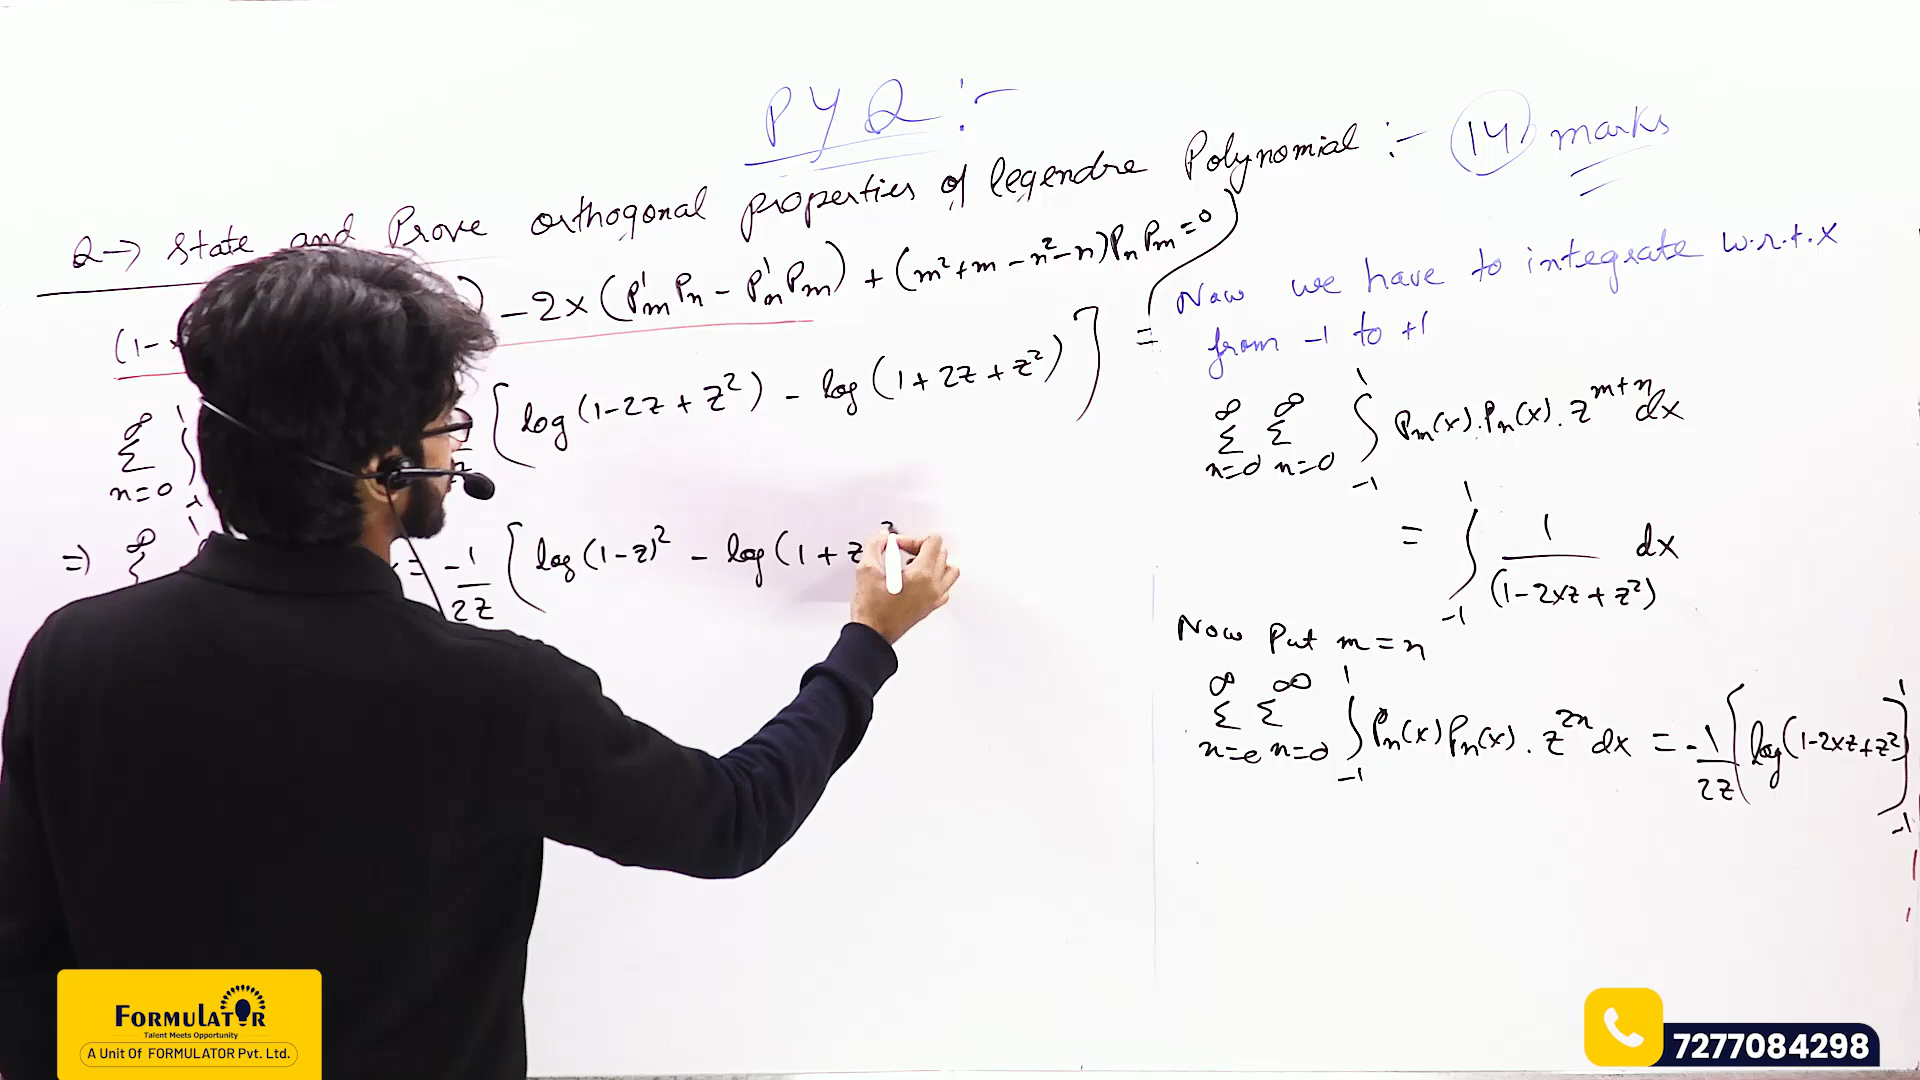 PYQ :-
Q→ State and Prove orthogonal properties of legendre Polynomial :- 14 marks
(1- ) - 2x (P'm Pn - P'n Pm) + (m² + m - n² - n) Pn Pm = 0
∞ Σ n=0 ∫ 1 -1 [log(1-2z+z²) - log(1+2z+z²)] =
=> ∞ Σ = -1/2z [log(1-z)² - log(1+z
Now we have to integrate w.r.t. x
from -1 to +1
∞ Σ n=0 ∞ Σ n=0 ∫ 1 -1 Pm(x).Pn(x).z^(m+n) dx
= ∫ 1 -1 1/(1-2xz+z²) dx
Now Put m = n
∞ Σ n=0 ∞ Σ n=0 ∫ 1 -1 Pn(x) Pn(x).z^(2n) dx = -1/2z [log(1-2xz+z²)] 1 -1
FORMULATOR
Talent Meets Opportunity
A Unit Of FORMULATOR Pvt. Ltd.
7277084298